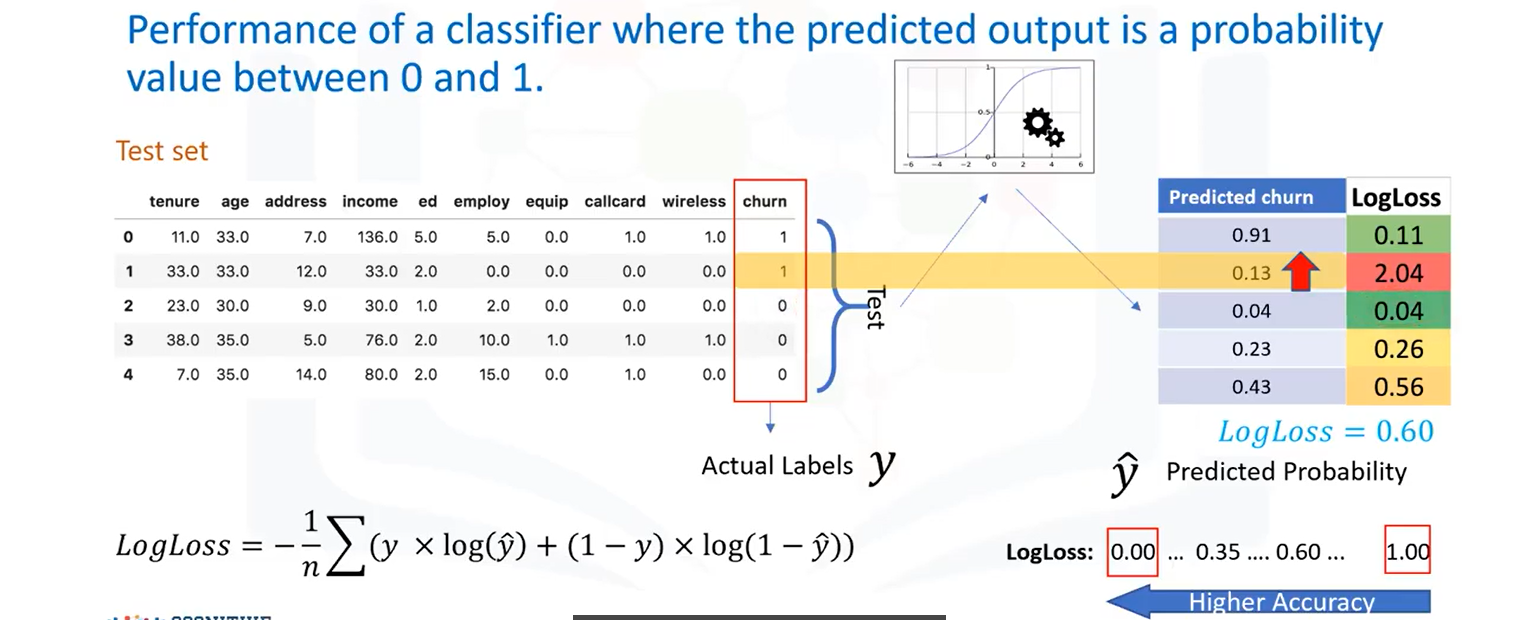 Performance of a classifier where the predicted output is a probability
value between 0 and 1.
Test set
tenure age address income ed employ equip callcard wireless churn
0 11.0 33.0 7.0 136.0 5.0 5.0 0.0 1.0 1.0 1
1 33.0 33.0 12.0 33.0 2.0 0.0 0.0 0.0 0.0 1
2 23.0 30.0 9.0 30.0 1.0 2.0 0.0 0.0 0.0 0
3 38.0 35.0 5.0 76.0 2.0 10.0 1.0 1.0 1.0 0
4 7.0 35.0 14.0 80.0 2.0 15.0 0.0 1.0 0.0 0
Test
1
0.5
0
-6 -4 -2 0 2 4 6
Predicted churn LogLoss
0.91 0.11
0.13 2.04
0.04 0.04
0.23 0.26
0.43 0.56
LogLoss = 0.60
Actual Labels y
ŷ Predicted Probability
LogLoss = −1/n ∑(y × log(ŷ) + (1 − y) × log(1 − ŷ))
LogLoss: 0.00 ... 0.35 .... 0.60 ... 1.00
Higher Accuracy